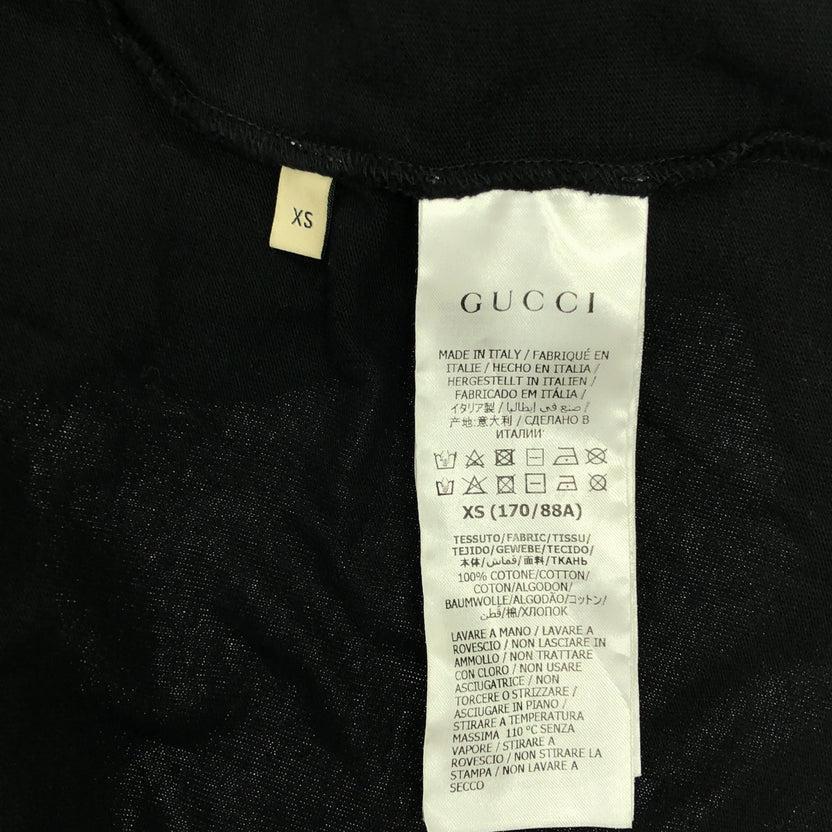 XS
GUCCI
MADE IN ITALY / FABRIQUÉ EN
ITALIE / HECHO EN ITALIA /
HERGESTELLT IN ITALIEN /
FABRICADO EM ITÁLIA /
イタリア製 / صنع في إيطاليا /
产地:意大利 / СДЕЛАНО В
ИТАЛИИ
XS (170/88A)
TESSUTO/FABRIC/TISSU/
TEJIDO/GEWEBE/TECIDO/
本体/قماش/面料/ТКАНЬ
100% COTONE/COTTON/
COTON/ALGODON/
BAUMWOLLE/ALGODÃO/コットン/
قطن/棉/ХЛОПОК
LAVARE A MANO / LAVARE A
ROVESCIO / NON LASCIARE IN
AMMOLLO / NON TRATTARE
CON CLORO / NON USARE
ASCIUGATRICE / NON
TORCERE O STRIZZARE /
ASCIUGARE IN PIANO /
STIRARE A TEMPERATURA
MASSIMA 110 °C SENZA
VAPORE / STIRARE A
ROVESCIO / NON STIRARE LA
STAMPA / NON LAVARE A
SECCO